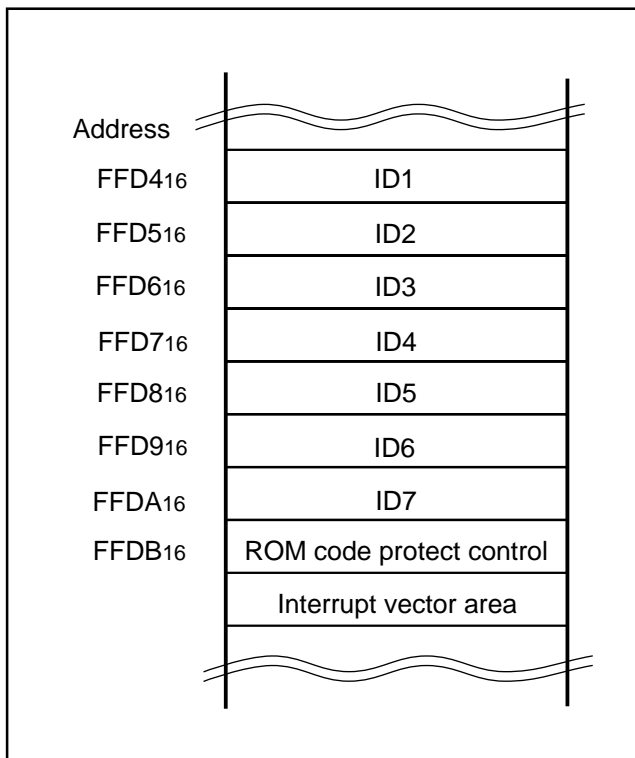 Address
FFD416 ID1
FFD516 ID2
FFD616 ID3
FFD716 ID4
FFD816 ID5
FFD916 ID6
FFDA16 ID7
FFDB16 ROM code protect control
Interrupt vector area